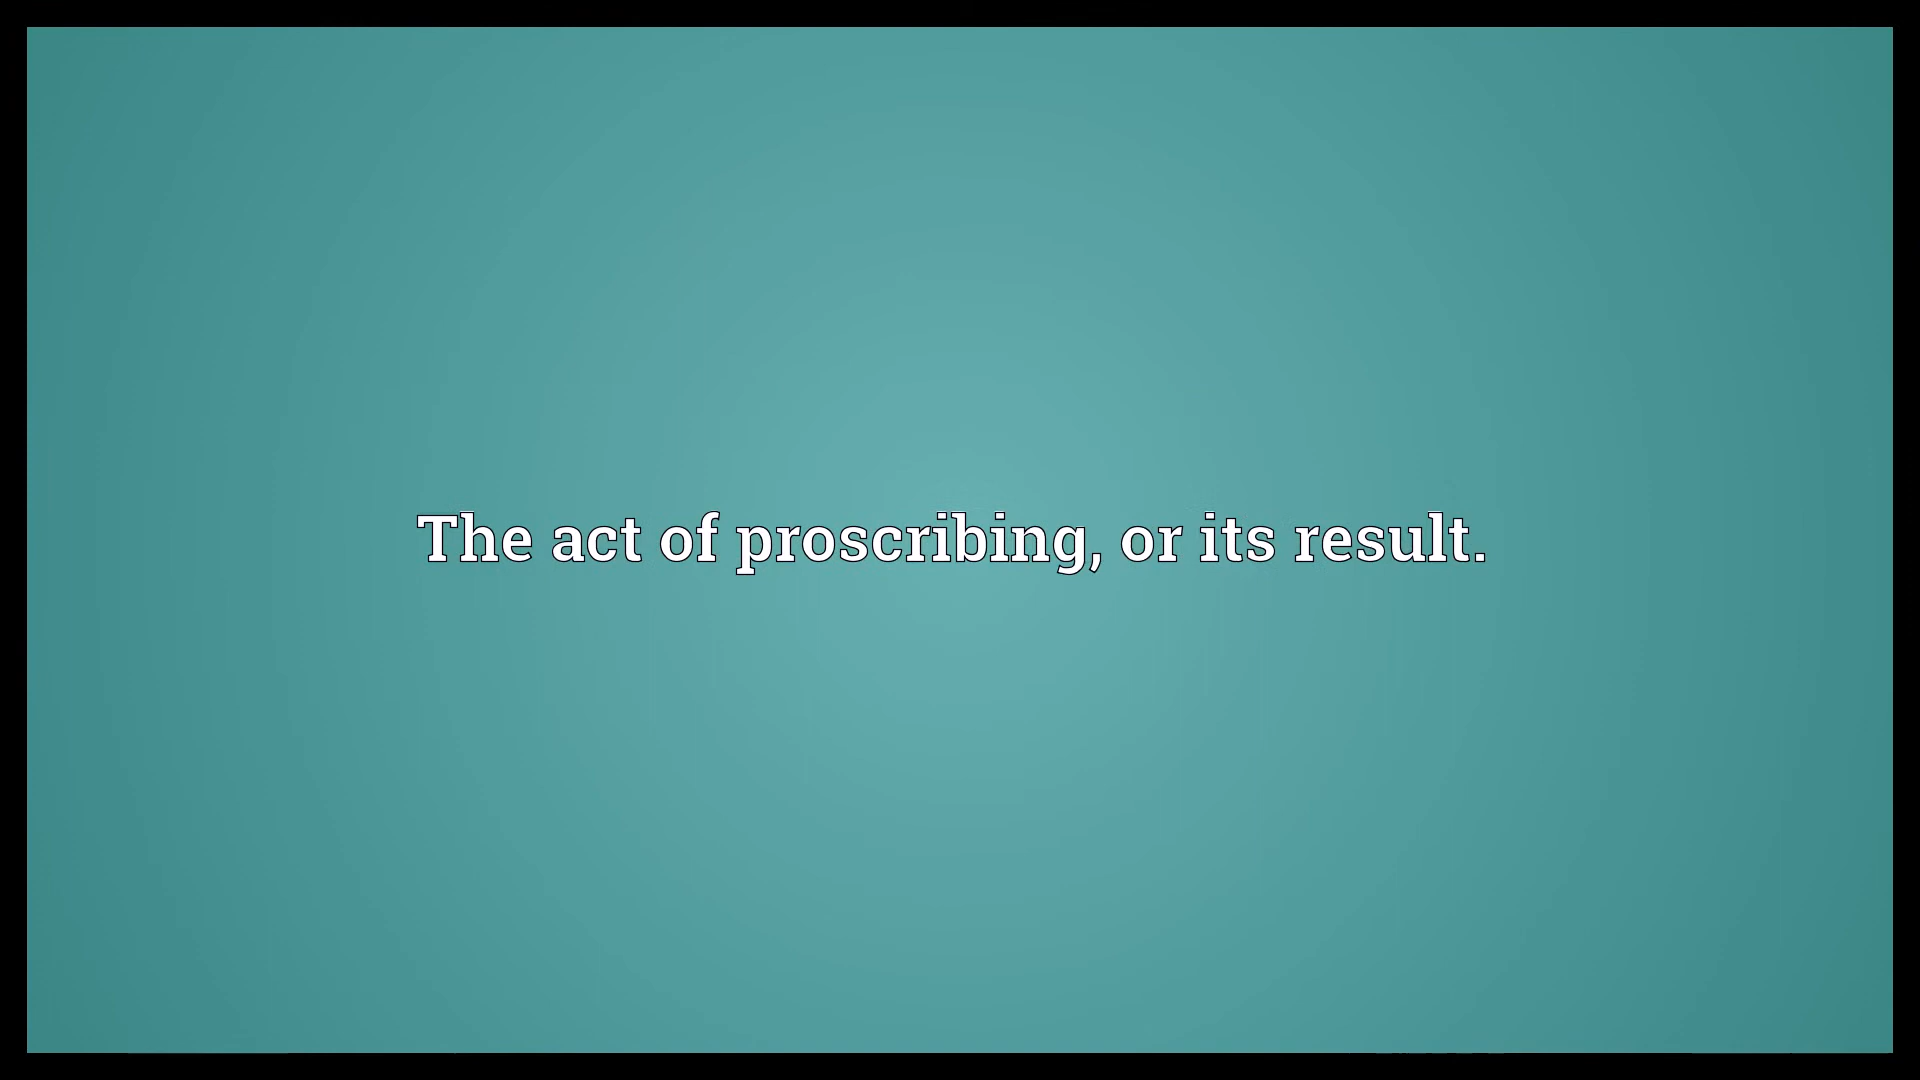 The act of proscribing, or its result.